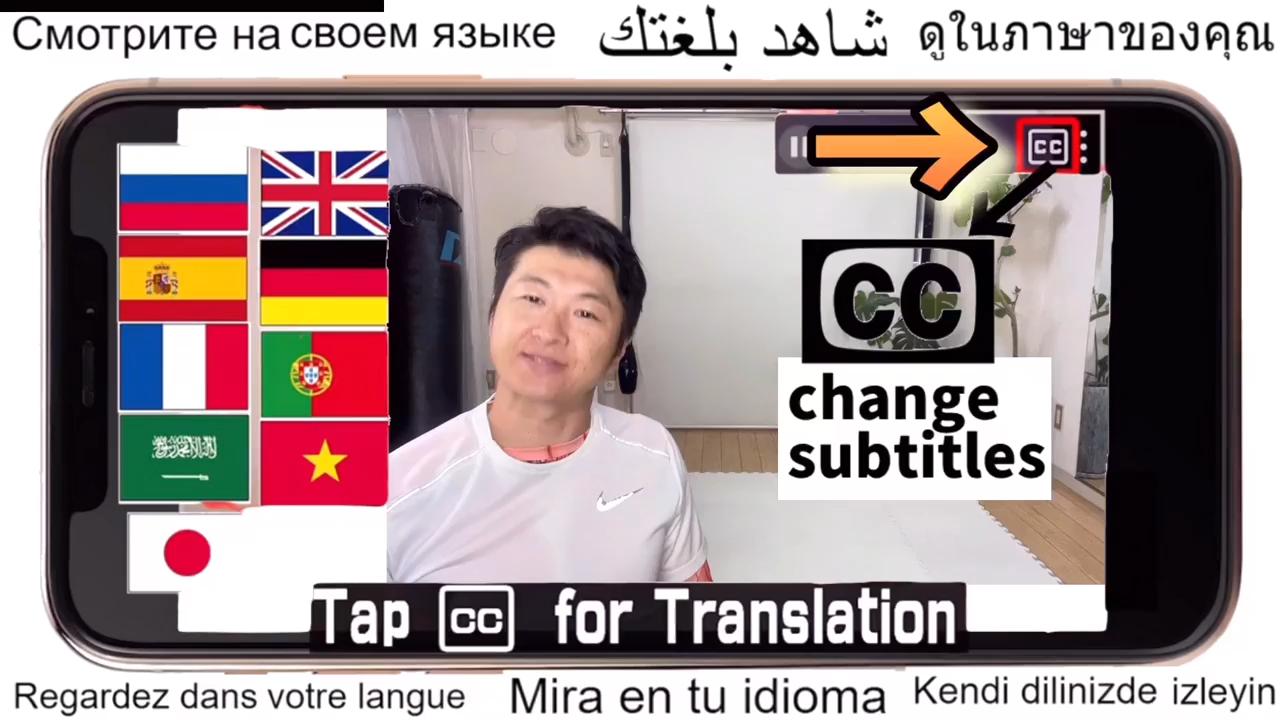 Смотрите на своем языке
شاهد بلغتك
ดูในภาษาของคุณ
CC
CC
change
subtitles
Tap CC for Translation
Regardez dans votre langue
Mira en tu idioma
Kendi dilinizde izleyin